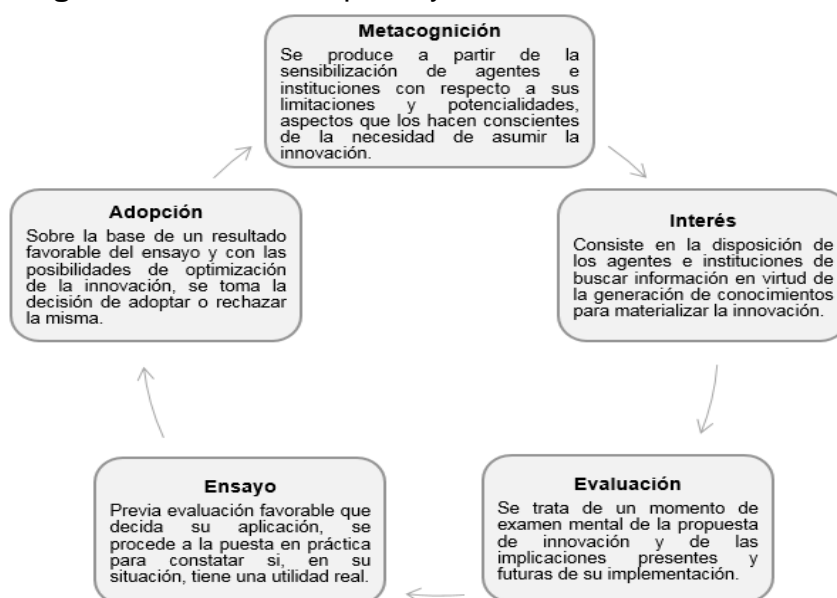 Metacognición
Se produce a partir de la
sensibilización de agentes e
instituciones con respecto a sus
limitaciones y potencialidades,
aspectos que los hacen conscientes
de la necesidad de asumir la
innovación.
Interés
Consiste en la disposición de
los agentes e instituciones de
buscar información en virtud de
la generación de conocimientos
para materializar la innovación.
Evaluación
Se trata de un momento de
examen mental de la propuesta
de innovación y de las
implicaciones presentes y
futuras de su implementación.
Ensayo
Previa evaluación favorable que
decida su aplicación, se
procede a la puesta en práctica
para constatar si, en su
situación, tiene una utilidad real.
Adopción
Sobre la base de un resultado
favorable del ensayo y con las
posibilidades de optimización
de la innovación, se toma la
decisión de adoptar o rechazar
la misma.